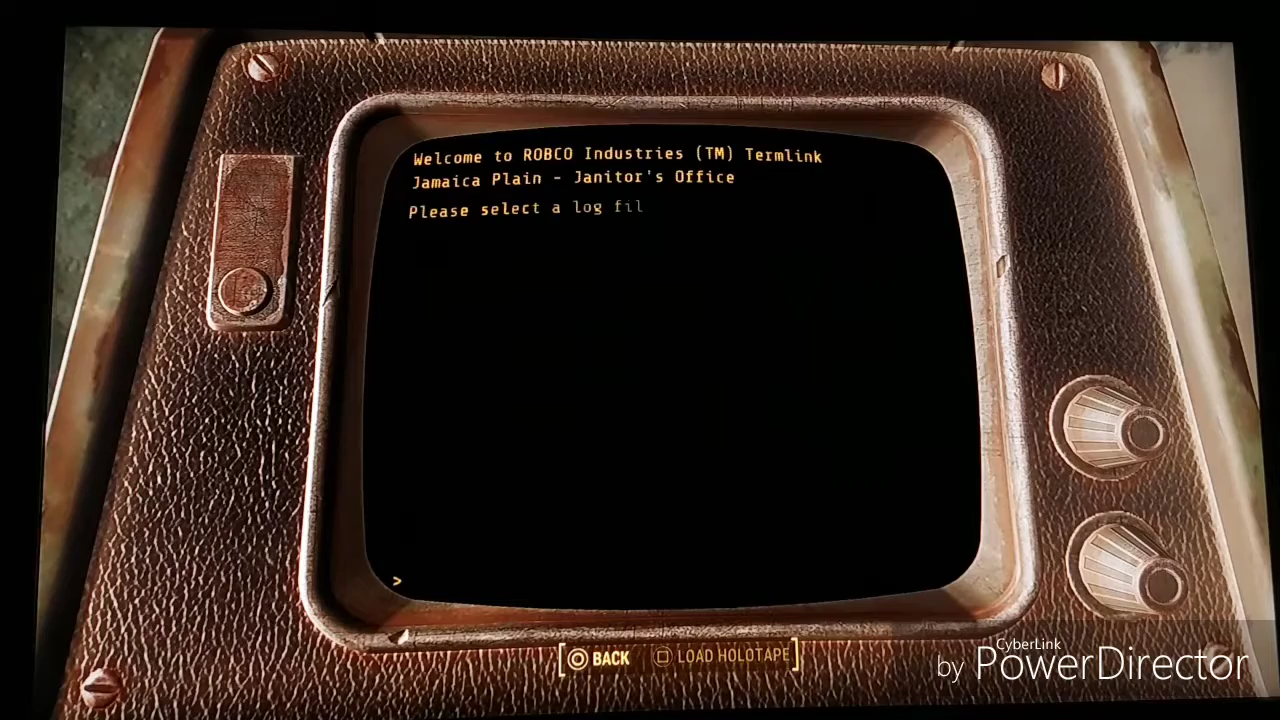 Welcome to ROBCO Industries (TM) Termlink
Jamaica Plain - Janitor's Office
Please select a log fil
>
BACK LOAD HOLOTAPE
CyberLink
by PowerDirector